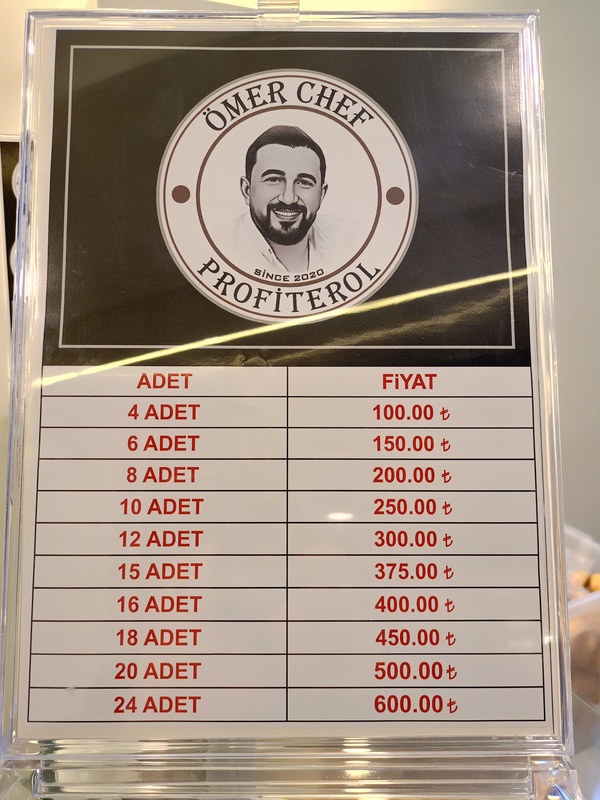 ÖMER CHEF
SİNCE 2020
PROFİTEROL
ADET FİYAT
4 ADET 100.00 ₺
6 ADET 150.00 ₺
8 ADET 200.00 ₺
10 ADET 250.00 ₺
12 ADET 300.00 ₺
15 ADET 375.00 ₺
16 ADET 400.00 ₺
18 ADET 450.00 ₺
20 ADET 500.00 ₺
24 ADET 600.00 ₺